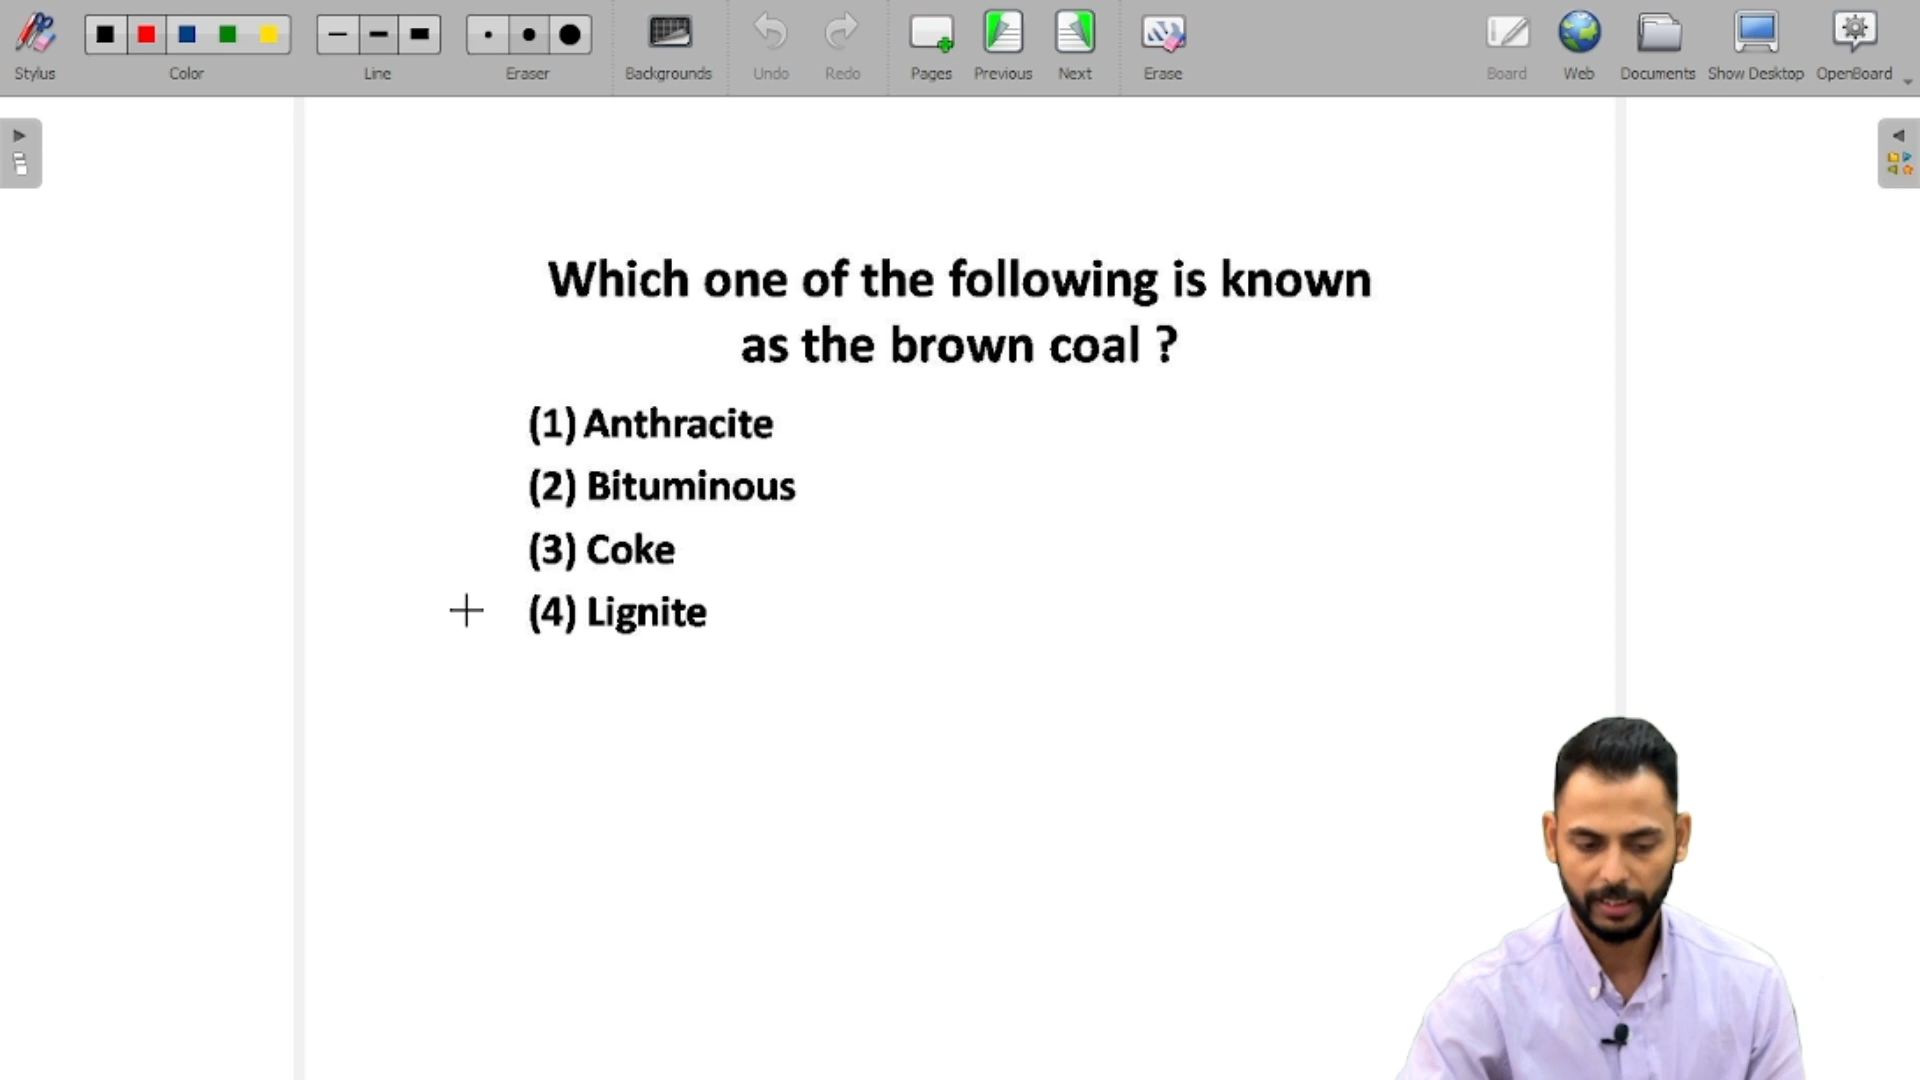 Stylus
Color
Line
Eraser
Backgrounds
Undo
Redo
Pages
Previous
Next
Erase
Board
Web
Documents
Show Desktop
OpenBoard
Which one of the following is known
as the brown coal ?
(1) Anthracite
(2) Bituminous
(3) Coke
(4) Lignite